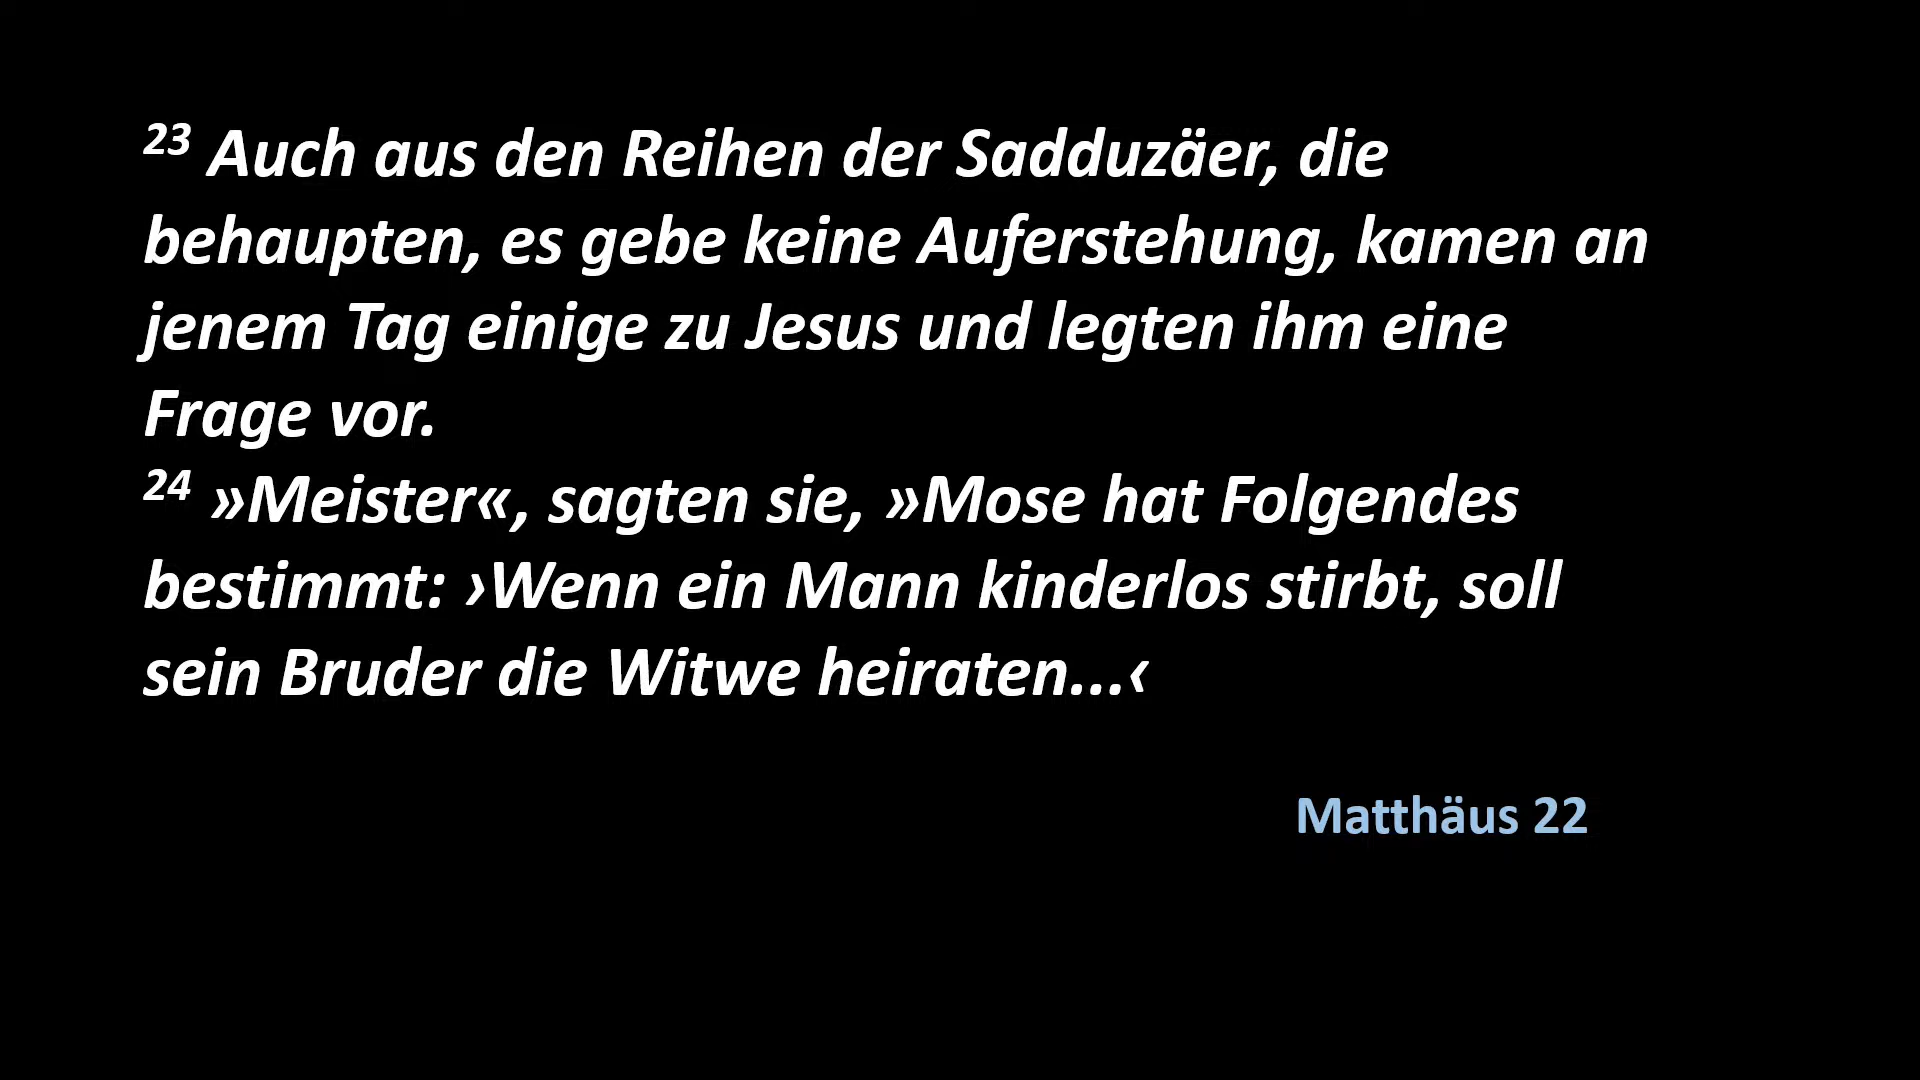 23 Auch aus den Reihen der Sadduzäer, die
behaupten, es gebe keine Auferstehung, kamen an
jenem Tag einige zu Jesus und legten ihm eine
Frage vor.
24 »Meister«, sagten sie, »Mose hat Folgendes
bestimmt: ›Wenn ein Mann kinderlos stirbt, soll
sein Bruder die Witwe heiraten...‹
Matthäus 22